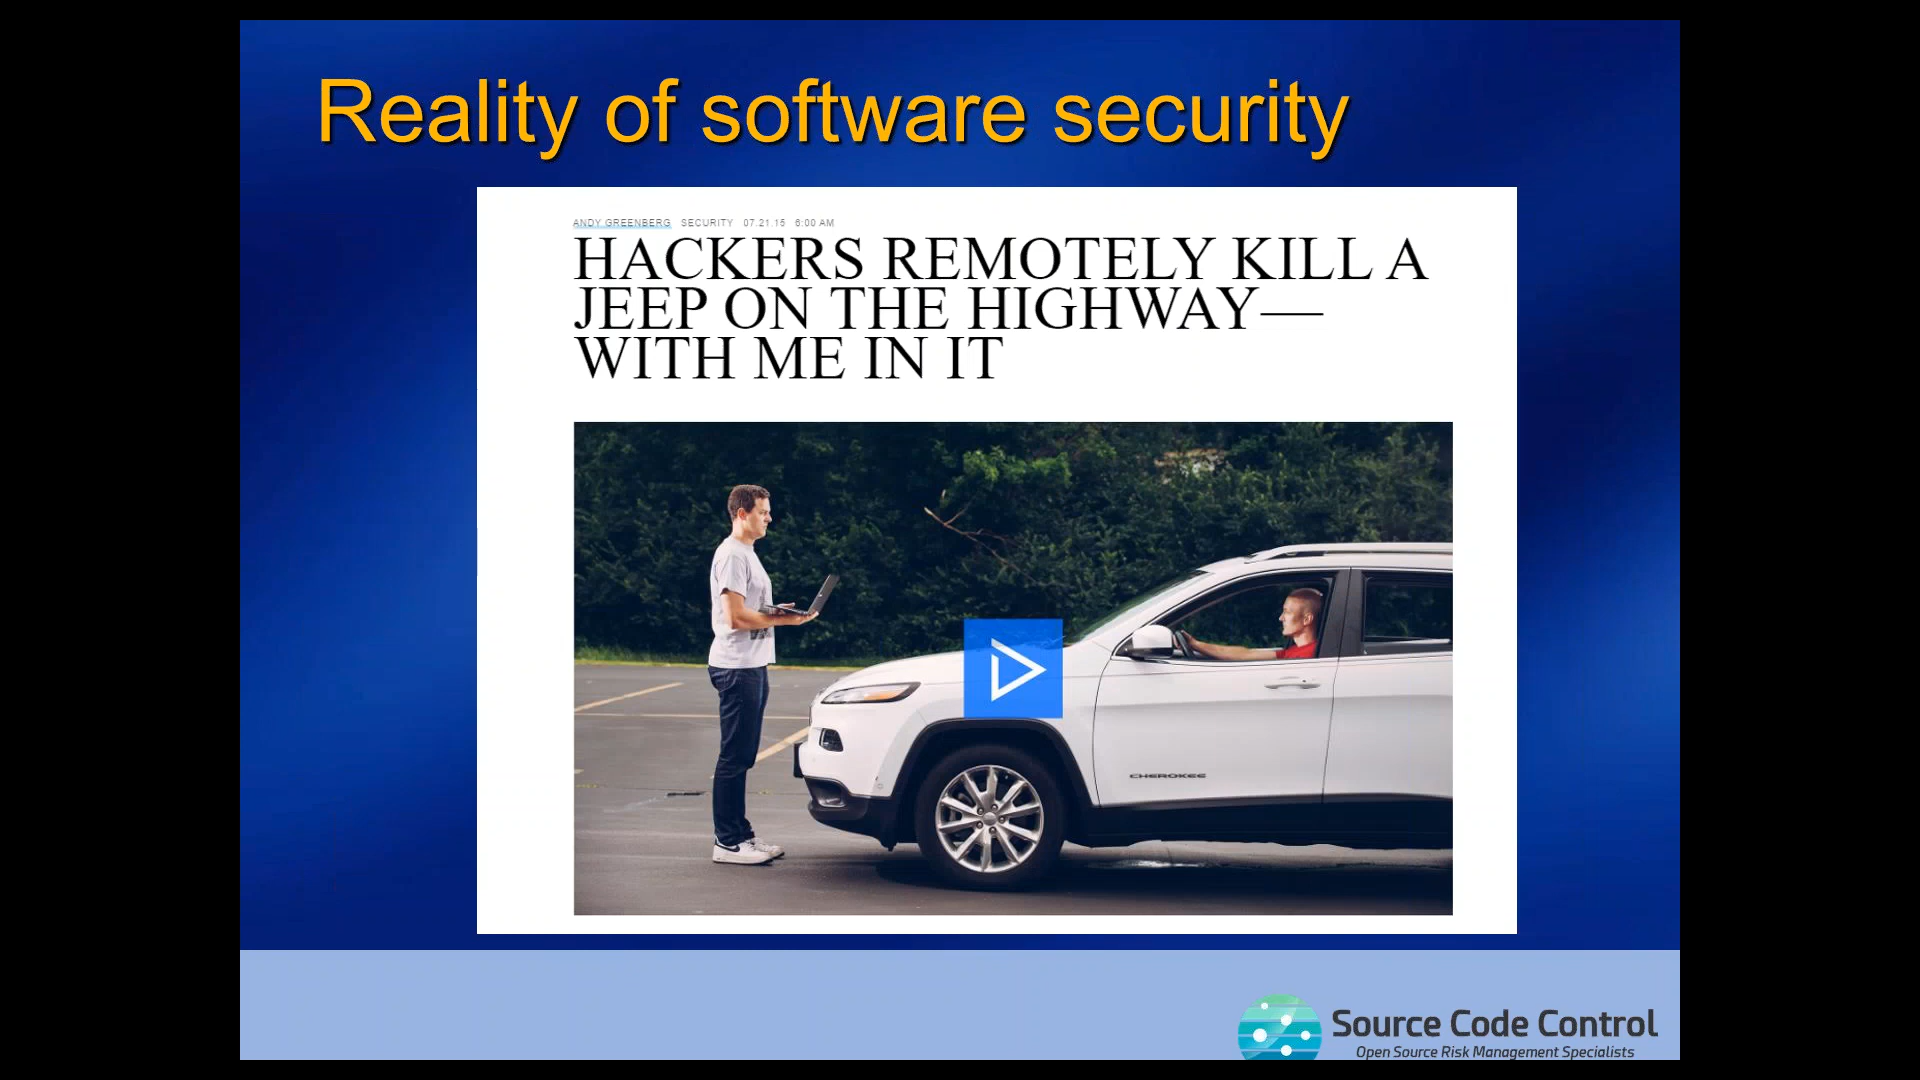 Reality of software security
ANDY GREENBERG SECURITY 07.21.15 6:00 AM
HACKERS REMOTELY KILL A
JEEP ON THE HIGHWAY—
WITH ME IN IT
CHEROKEE
Source Code Control
Open Source Risk Management Specialists